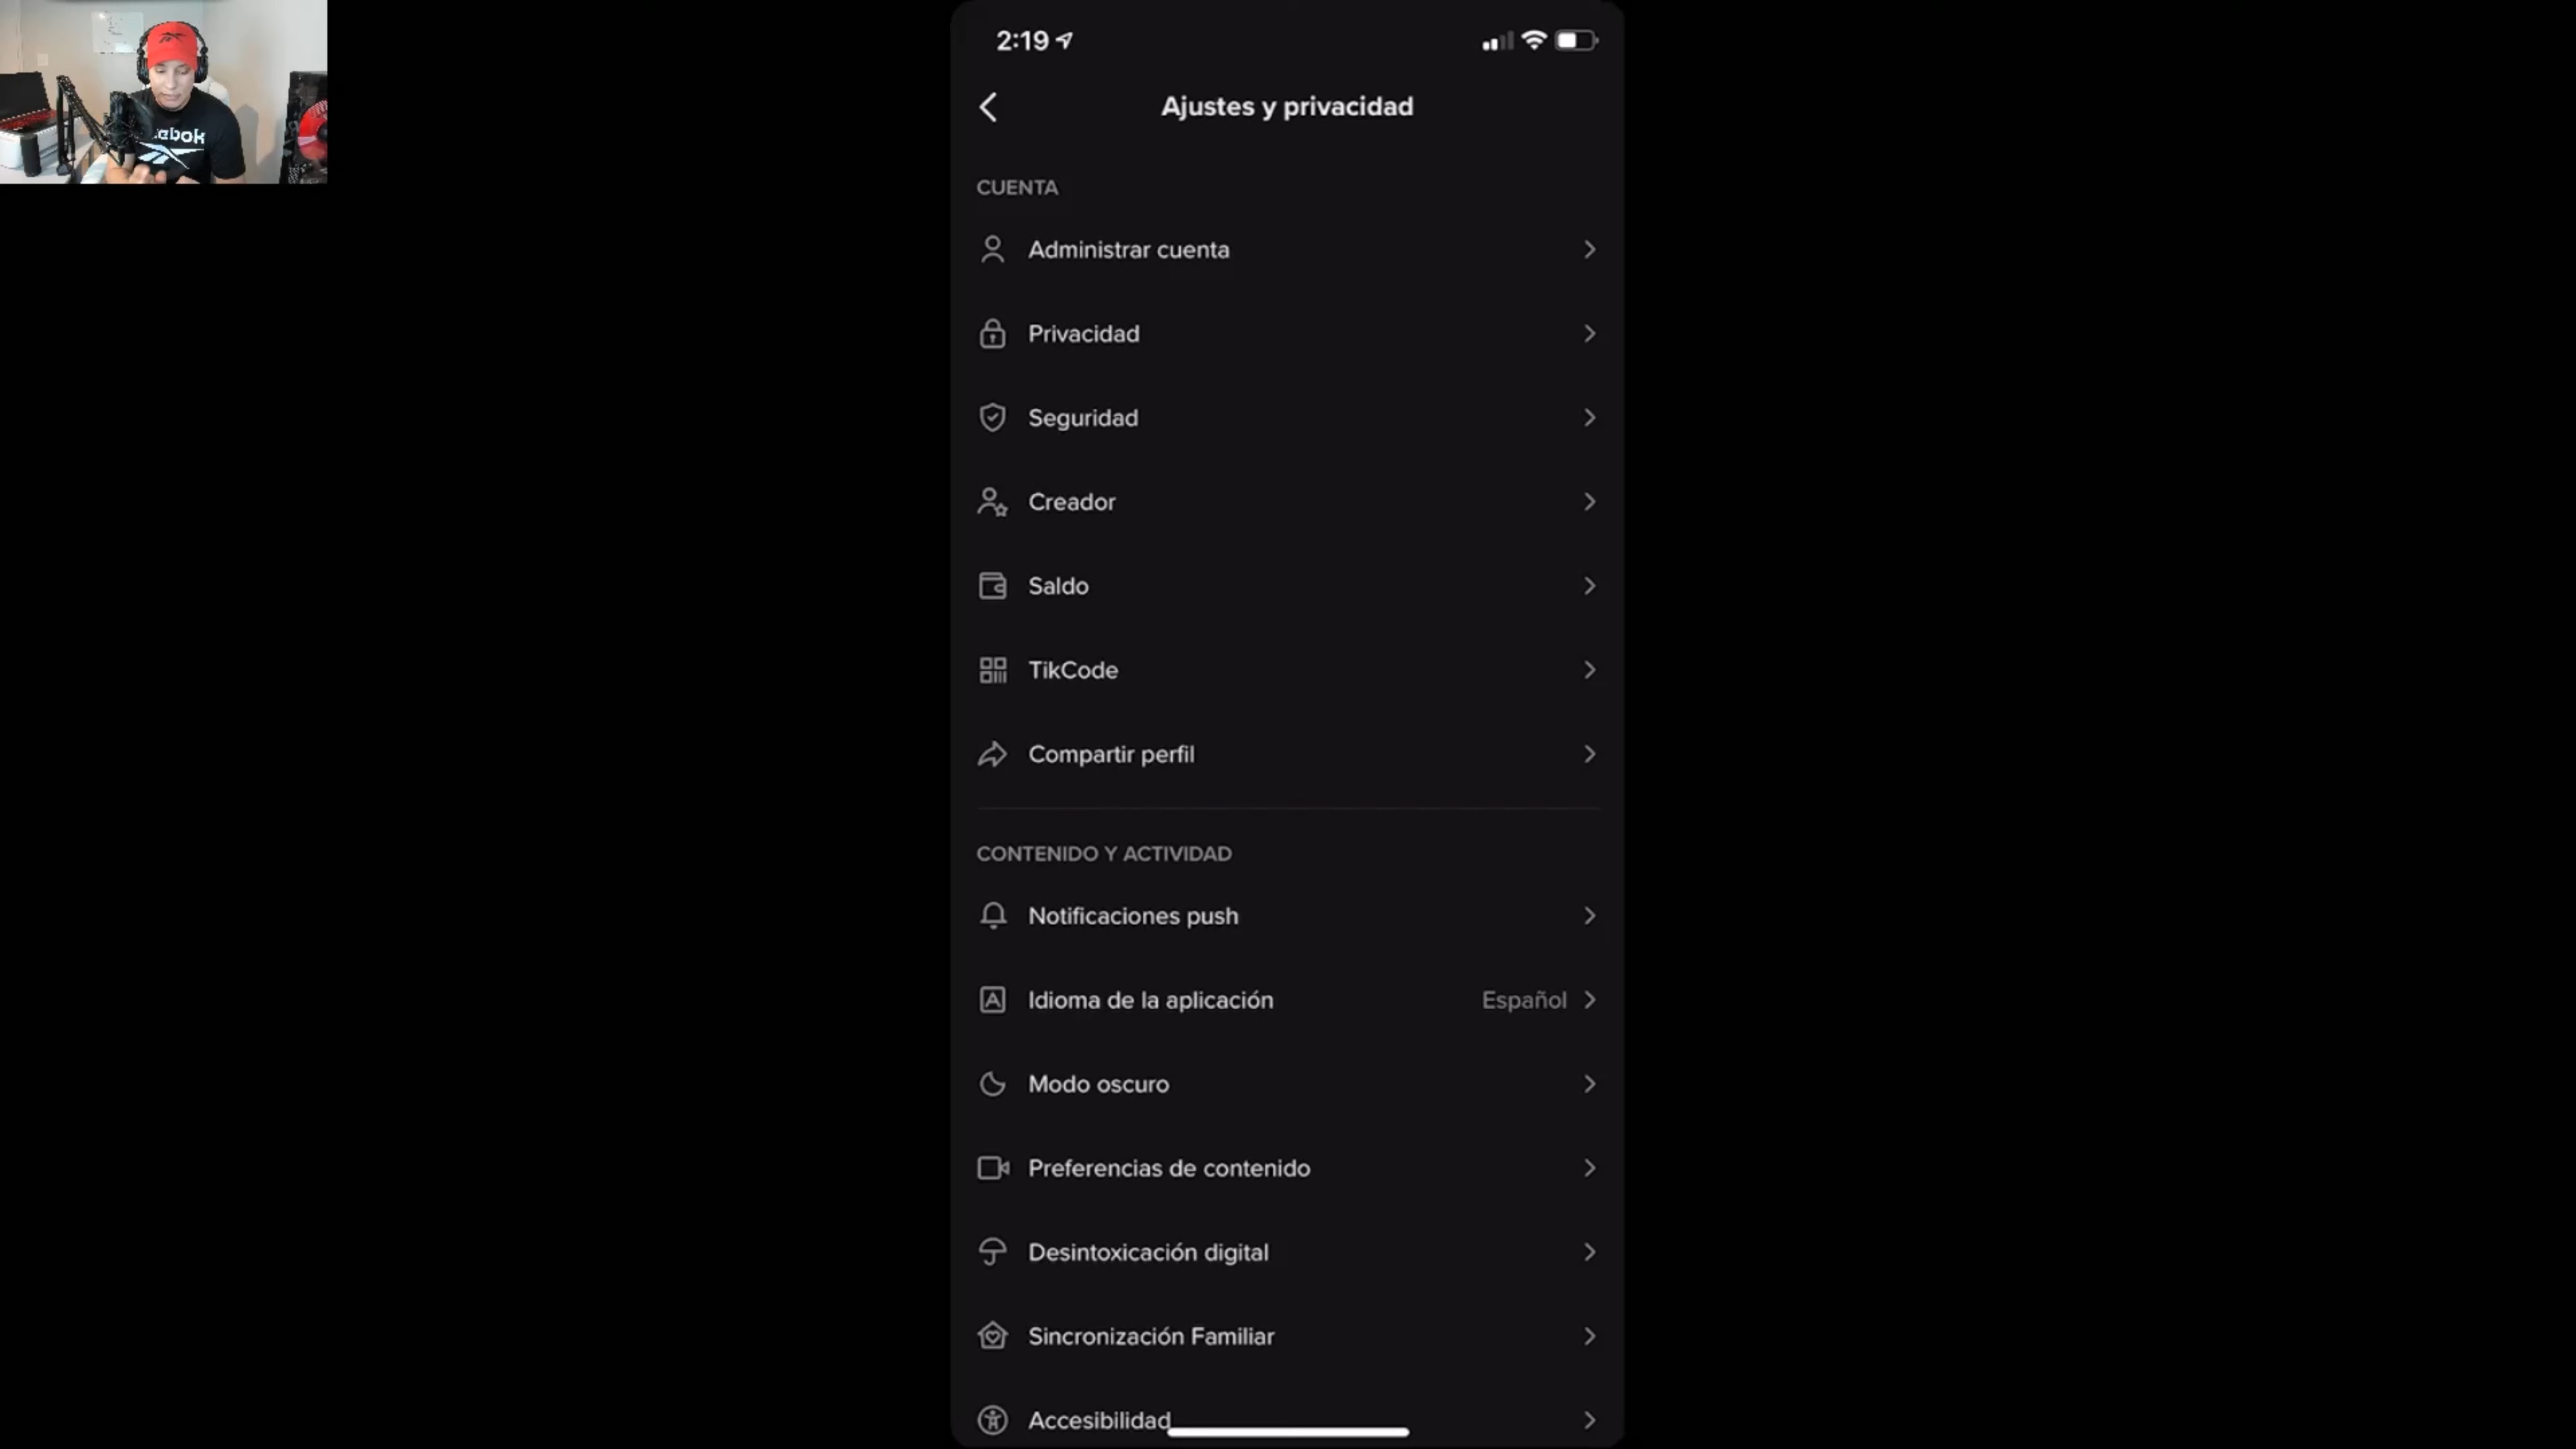 2:19
Ajustes y privacidad
CUENTA
Administrar cuenta
Privacidad
Seguridad
Creador
Saldo
TikCode
Compartir perfil
CONTENIDO Y ACTIVIDAD
Notificaciones push
Idioma de la aplicación Español
Modo oscuro
Preferencias de contenido
Desintoxicación digital
Sincronización Familiar
Accesibilidad